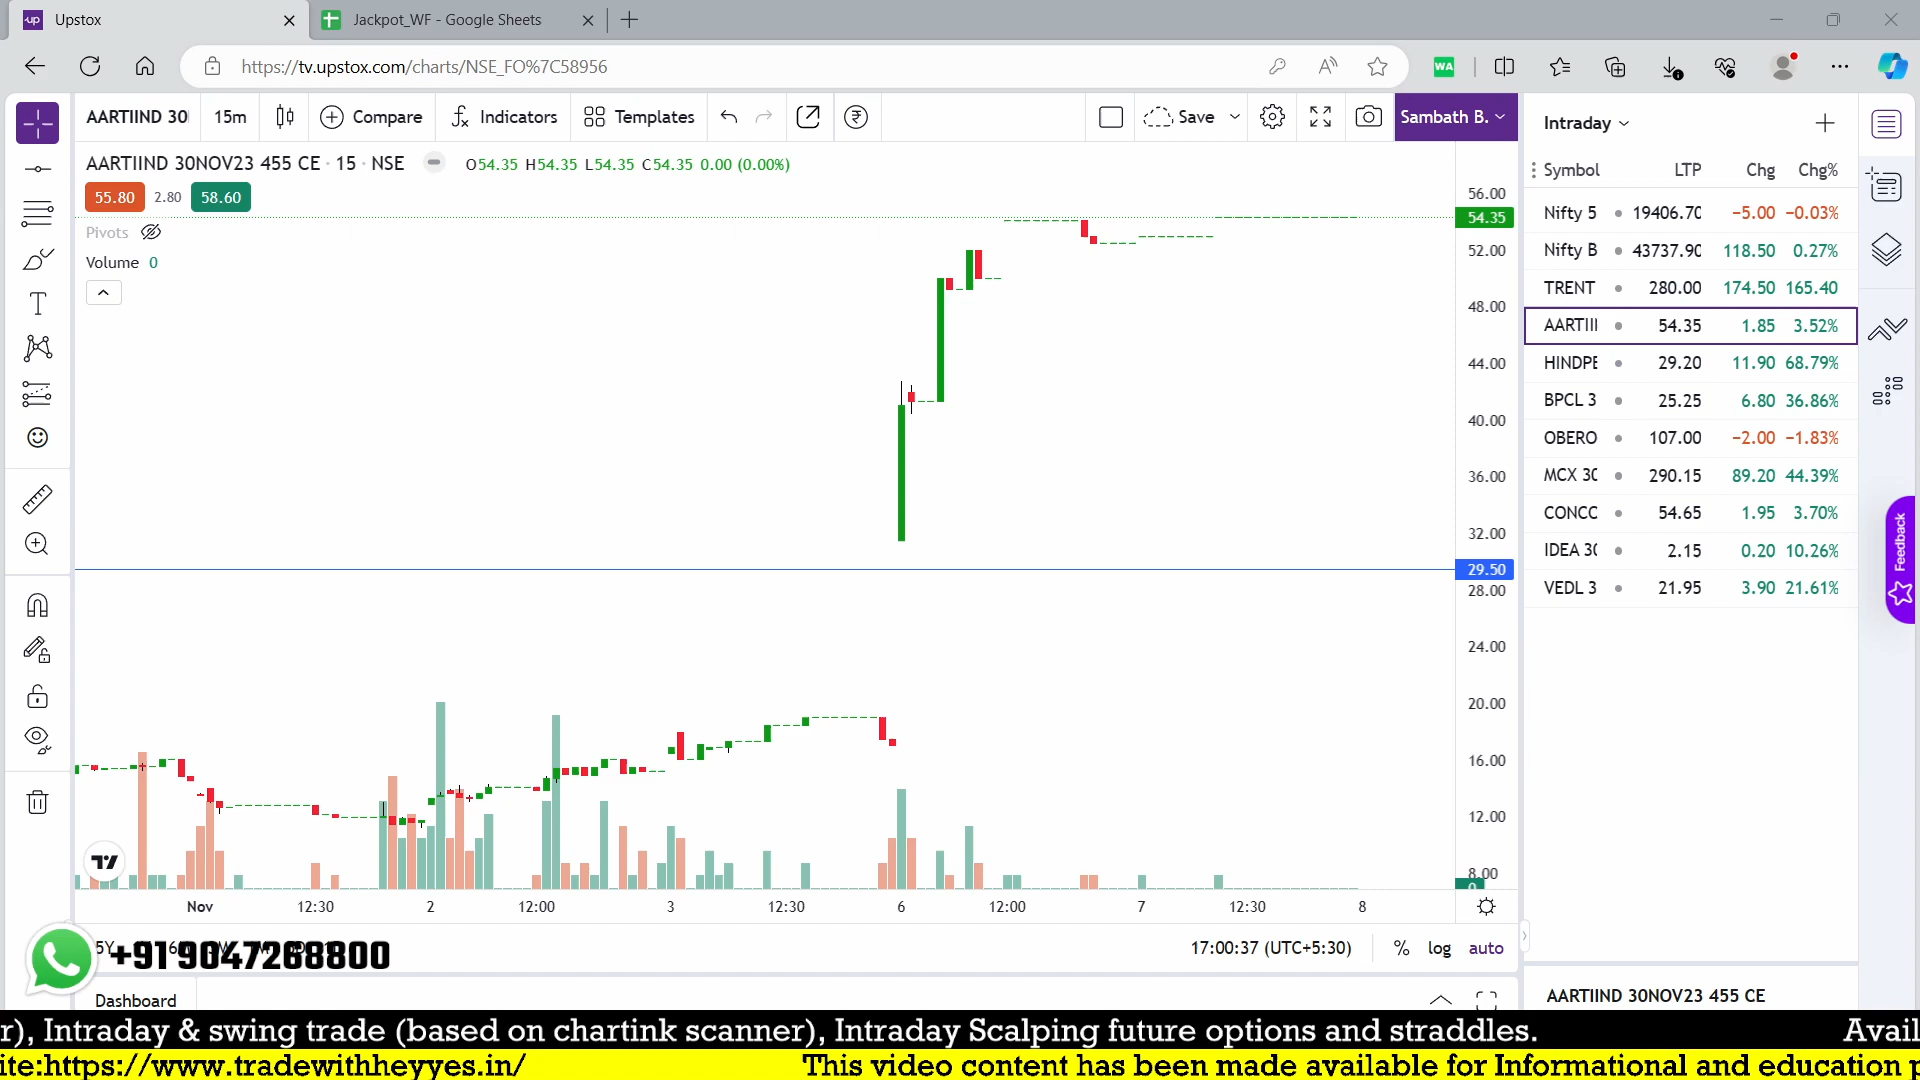 Upstox
Jackpot_WF - Google Sheets
https://tv.upstox.com/charts/NSE_FO%7C58956
AARTIIND 30
15m
Compare
Indicators
Templates
Save
Sambath B.
Intraday
AARTIIND 30NOV23 455 CE · 15 · NSE
O54.35 H54.35 L54.35 C54.35 0.00 (0.00%)
55.80 2.80 58.60
Pivots
Volume 0
56.00
54.35
52.00
48.00
44.00
40.00
36.00
32.00
29.50
28.00
24.00
20.00
16.00
12.00
8.00
0
Symbol LTP Chg Chg%
Nifty 5 19406.70 −5.00 −0.03%
Nifty B 43737.90 118.50 0.27%
TRENT 280.00 174.50 165.40
AARTII 54.35 1.85 3.52%
HINDPE 29.20 11.90 68.79%
BPCL 3 25.25 6.80 36.86%
OBERO 107.00 −2.00 −1.83%
MCX 30 290.15 89.20 44.39%
CONCC 54.65 1.95 3.70%
IDEA 30 2.15 0.20 10.26%
VEDL 3 21.95 3.90 21.61%
Feedback
Nov 12:30 2 12:00 3 12:30 6 12:00 7 12:30 8
5Y
+91 9047268800
17:00:37 (UTC+5:30)
% log auto
Dashboard
AARTIIND 30NOV23 455 CE
r), Intraday & swing trade (based on chartink scanner), Intraday Scalping future options and straddles. Avail
ite:https://www.tradewithheyyes.in/ This video content has been made available for Informational and education p